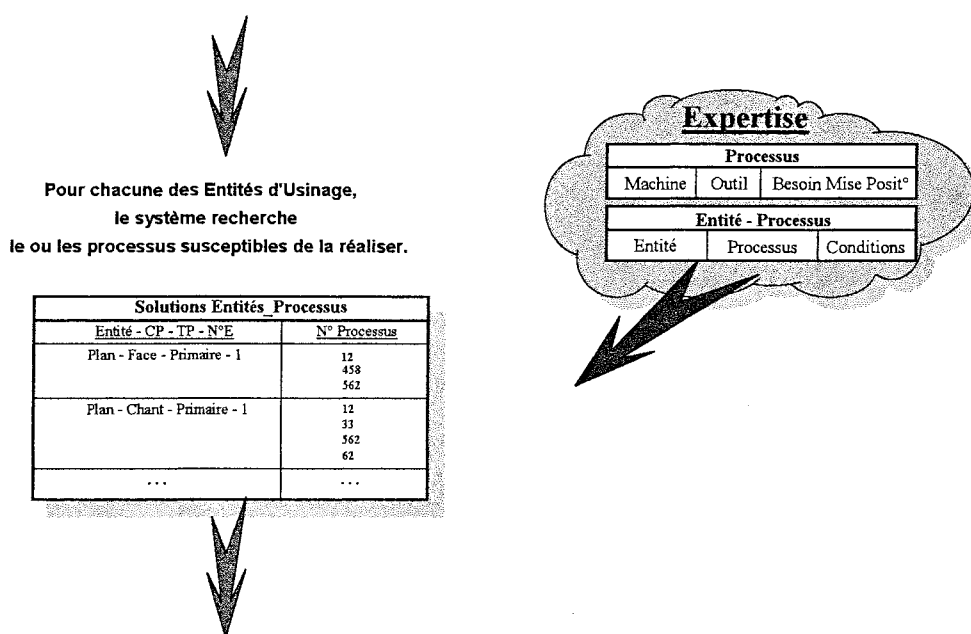 Pour chacune des Entités d'Usinage,
le système recherche
le ou les processus susceptibles de la réaliser.
Solutions Entités_Processus
Entité - CP - TP - N°E N° Processus
Plan - Face - Primaire - 1 12
458
562
Plan - Chant - Primaire - 1 12
33
562
62
... ...
Expertise
Processus
Machine Outil Besoin Mise Posit°
Entité - Processus
Entité Processus Conditions